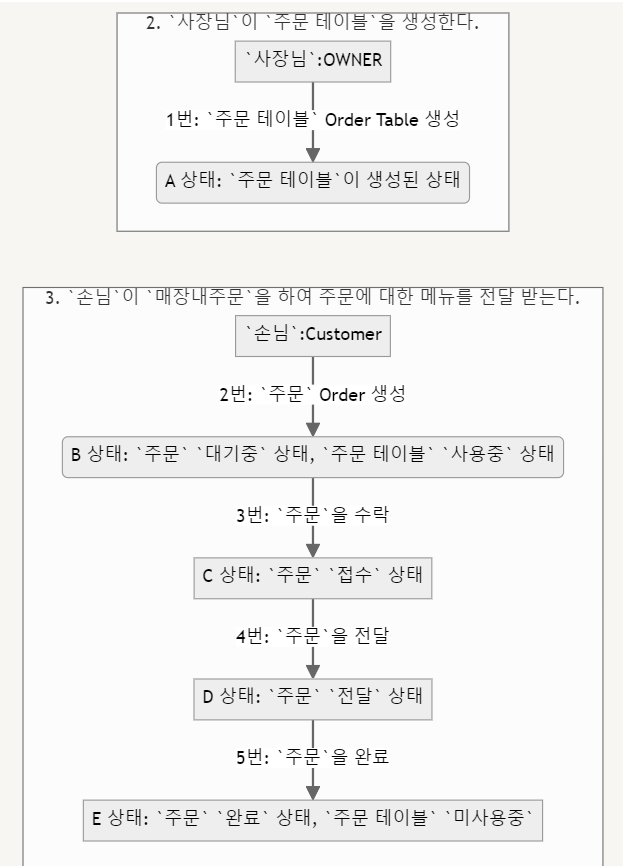 2. `사장님`이 `주문 테이블`을 생성한다.
`사장님`:OWNER
1번: `주문 테이블` Order Table 생성
A 상태: `주문 테이블`이 생성된 상태
3. `손님`이 `매장내주문`을 하여 주문에 대한 메뉴를 전달 받는다.
`손님`:Customer
2번: `주문` Order 생성
B 상태: `주문` `대기중` 상태, `주문 테이블` `사용중` 상태
3번: `주문`을 수락
C 상태: `주문` `접수` 상태
4번: `주문`을 전달
D 상태: `주문` `전달` 상태
5번: `주문`을 완료
E 상태: `주문` `완료` 상태, `주문 테이블` `미사용중`